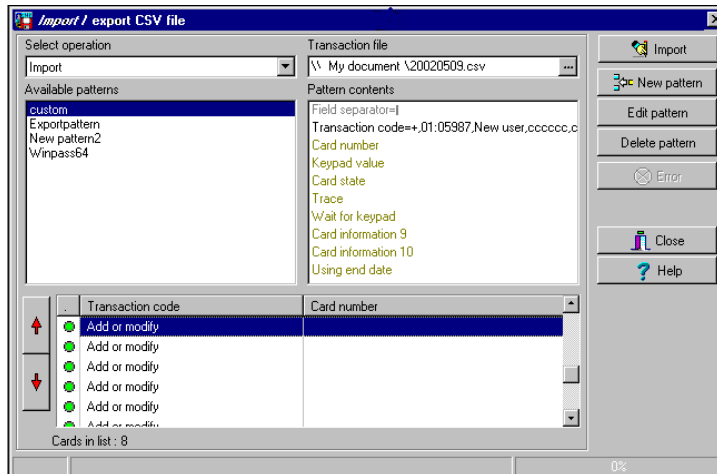 Import / export CSV file
Select operation
Import
Transaction file
\\ My document \20020509.csv
...
Available patterns
custom
Exportpattern
New pattern2
Winpass64
Pattern contents
Field separator=|
Transaction code=+,01:05987,New user,cccccc,c
Card number
Keypad value
Card state
Trace
Wait for keypad
Card information 9
Card information 10
Using end date
Import
New pattern
Edit pattern
Delete pattern
Error
Close
? Help
. Transaction code Card number
Add or modify
Add or modify
Add or modify
Add or modify
Add or modify
Add or modify
Cards in list : 8
0%